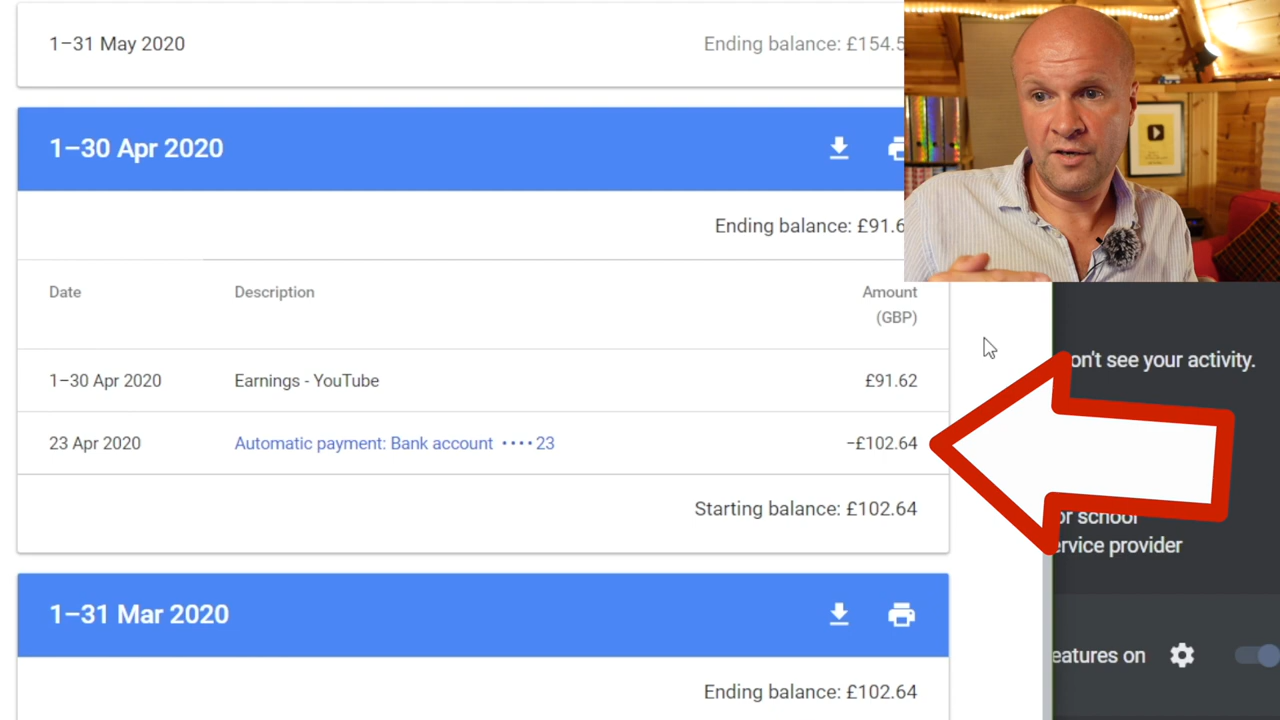 1–31 May 2020 Ending balance: £154.5
1–30 Apr 2020
Ending balance: £91.6
Date Description Amount
(GBP)
1–30 Apr 2020 Earnings - YouTube £91.62
23 Apr 2020 Automatic payment: Bank account •••• 23 −£102.64
Starting balance: £102.64
1–31 Mar 2020
Ending balance: £102.64
on't see your activity.
or school
ervice provider
eatures on